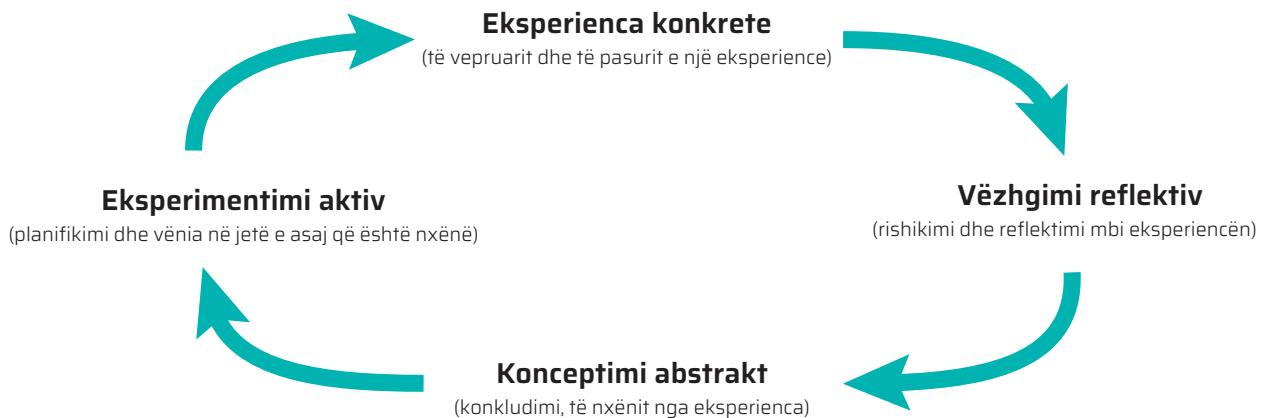 Eksperienca konkrete
(të vepruarit dhe të pasurit e një eksperience)
Eksperimentimi aktiv
(planifikimi dhe vënia në jetë e asaj që është nxënë)
Vëzhgimi reflektiv
(rishikimi dhe reflektimi mbi eksperiencën)
Konceptimi abstrakt
(konkludimi, të nxënit nga eksperienca)